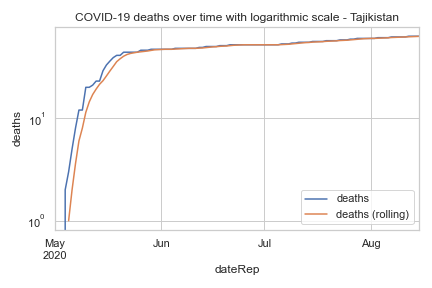 COVID-19 deaths over time with logarithmic scale - Tajikistan
deaths
10¹
10⁰
deaths
deaths (rolling)
May
2020
Jun
Jul
Aug
dateRep